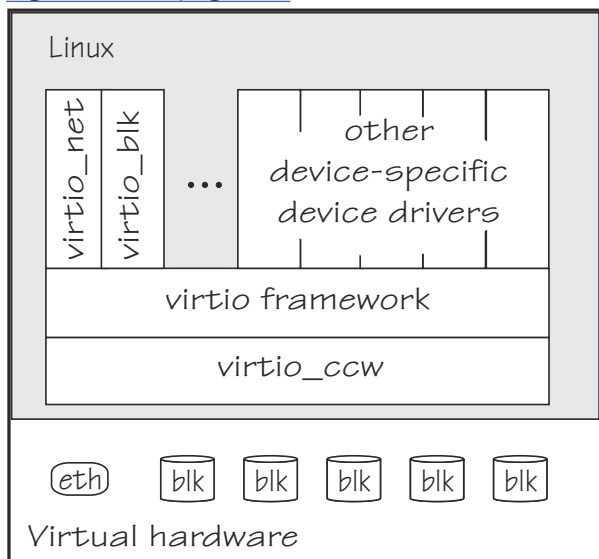 Linux
virtio_net
virtio_blk
...
other
device-specific
device drivers
virtio framework
virtio_ccw
eth
blk
blk
blk
blk
blk
Virtual hardware